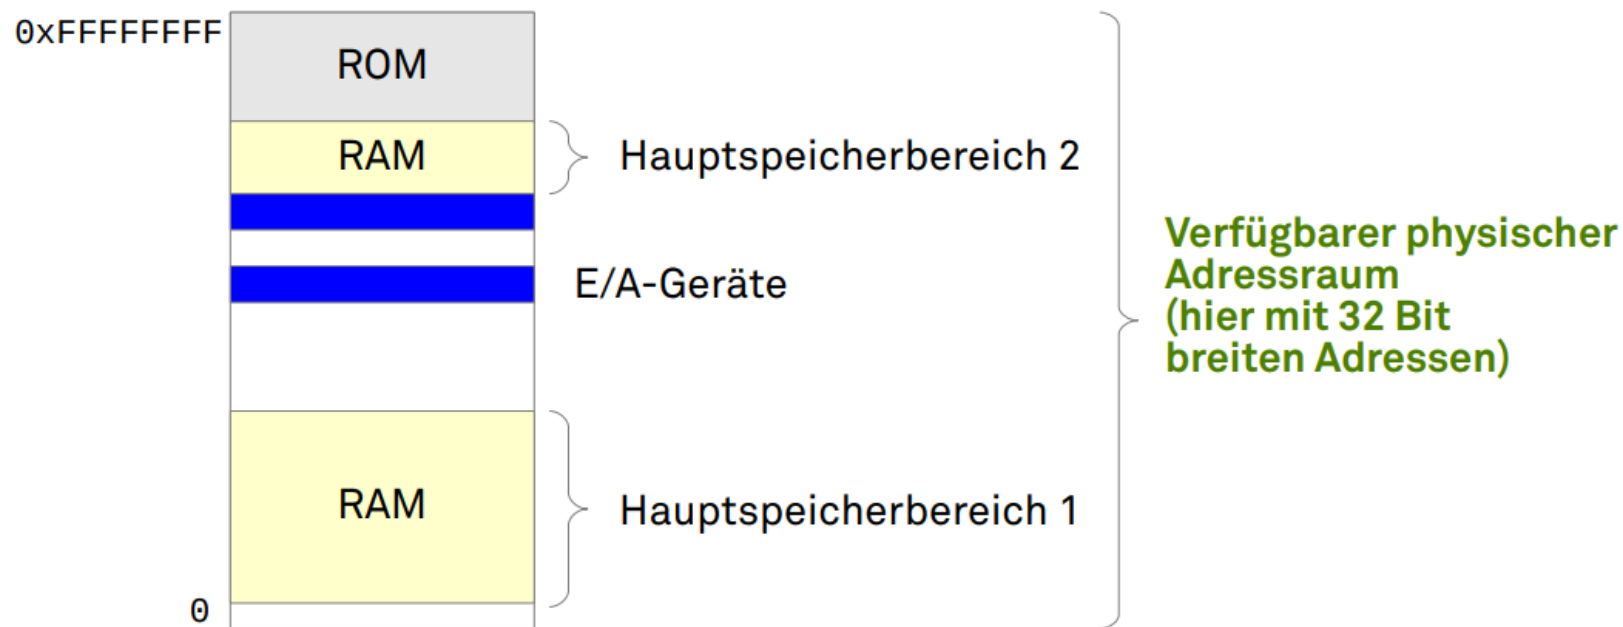 0xFFFFFFFF
ROM
RAM
Hauptspeicherbereich 2
E/A-Geräte
Verfügbarer physischer
Adressraum
(hier mit 32 Bit
breiten Adressen)
RAM
Hauptspeicherbereich 1
0